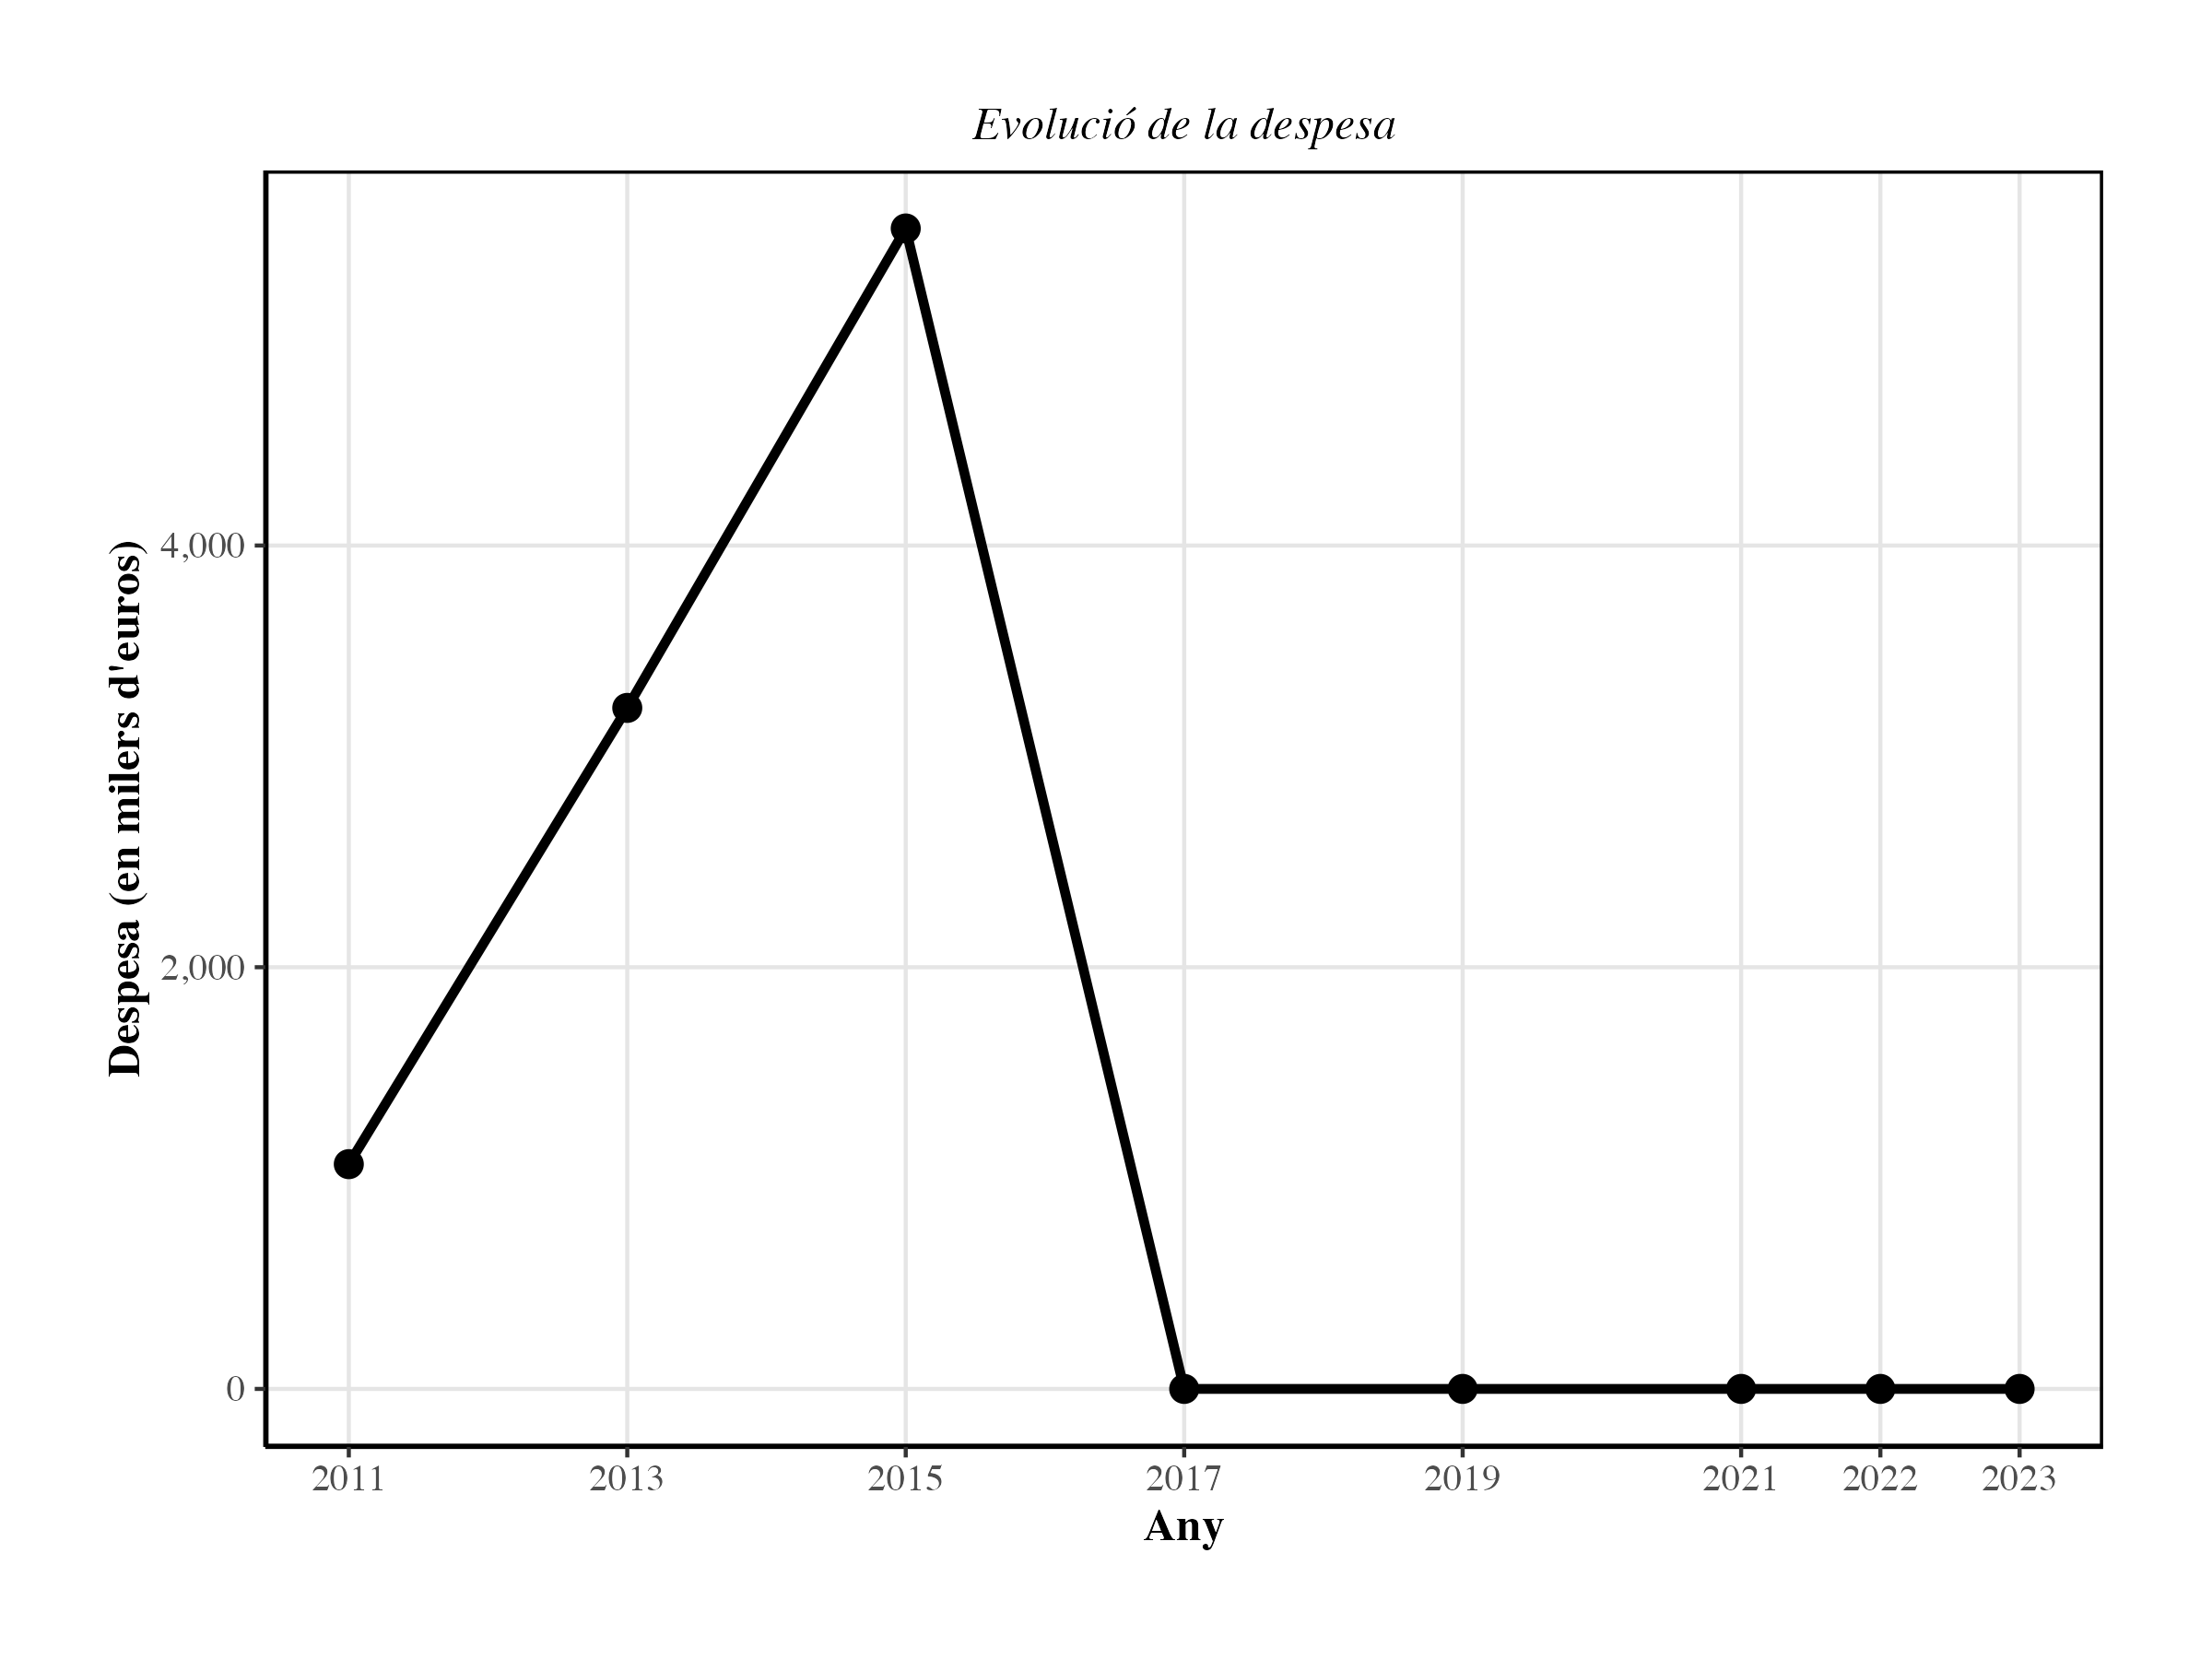 Evolució de la despesa
Despesa (en milers d'euros)
4,000
2,000
0
2011 2013 2015 2017 2019 2021 2022 2023
Any